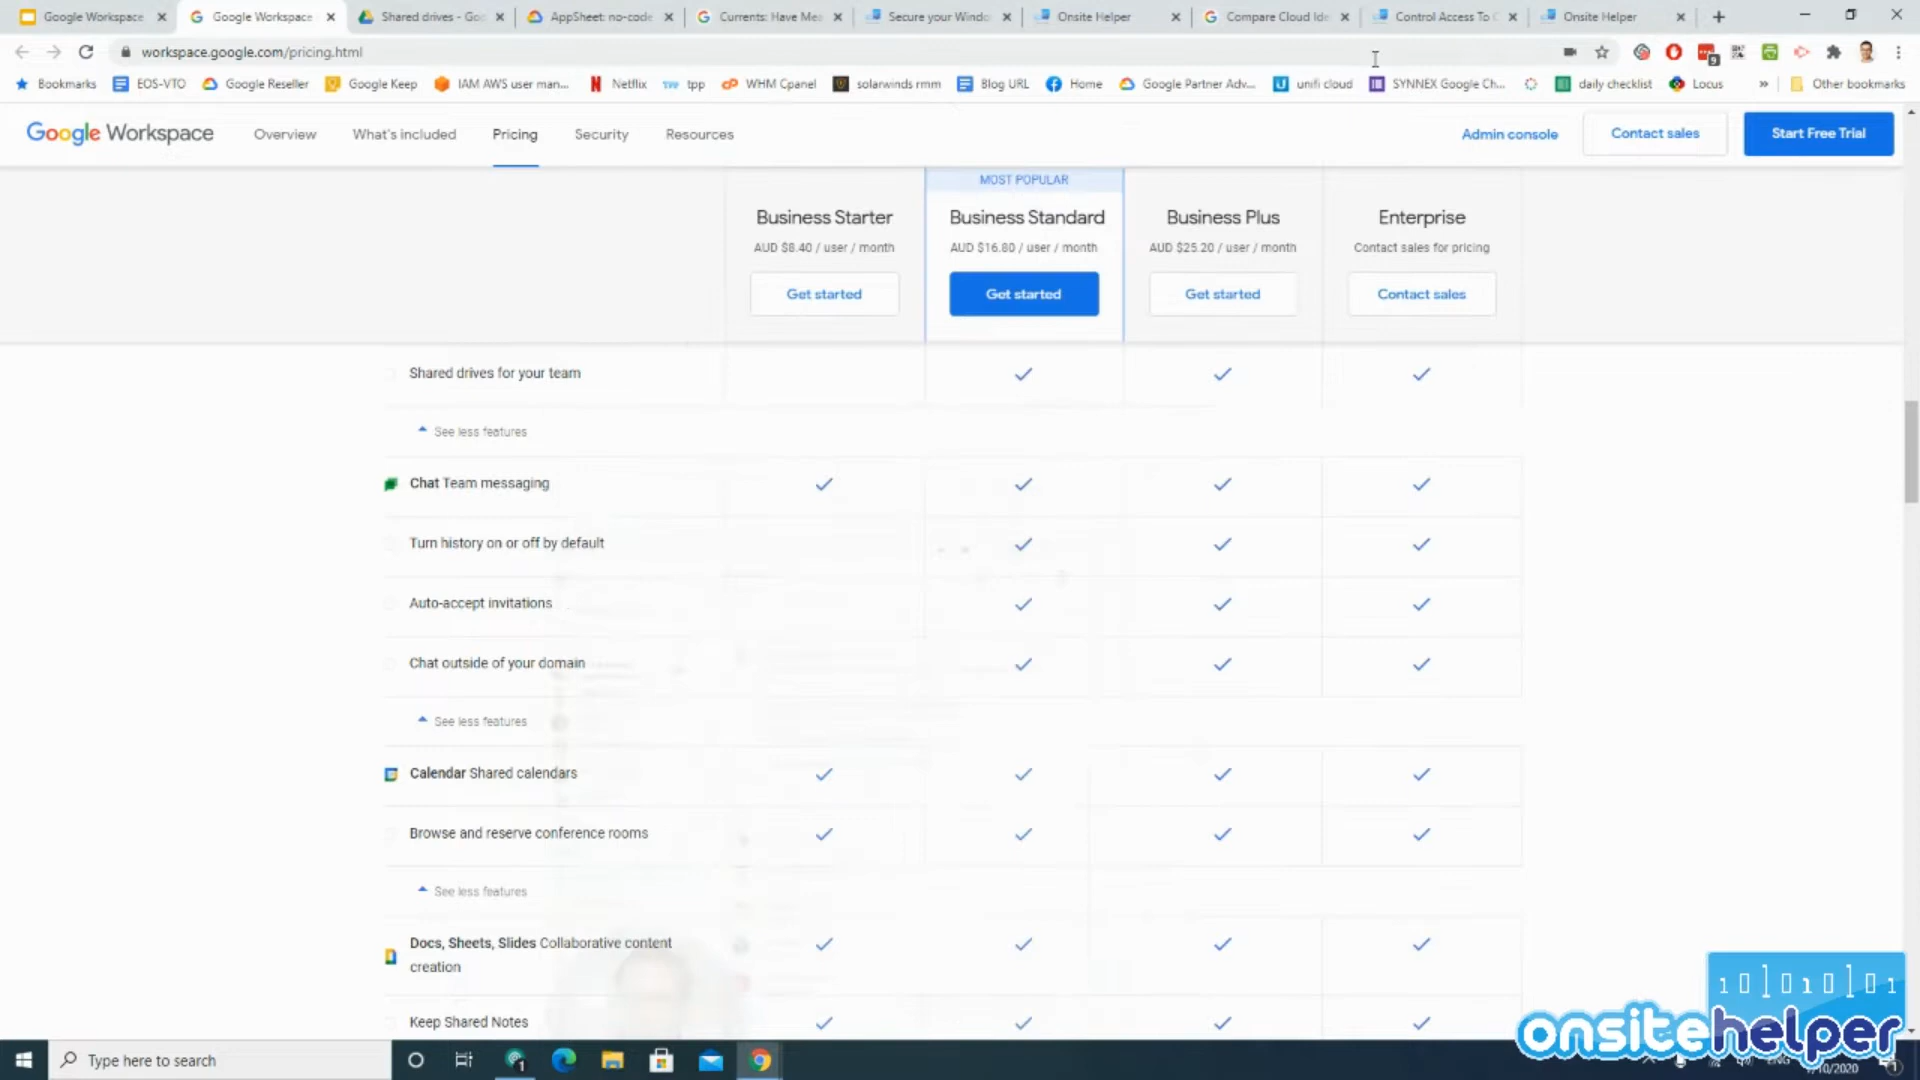 Google Workspace
Google Workspace
Shared drives - Goo
AppSheet: no-code
Currents: Have Mea
Secure your Windo
Onsite Helper
Compare Cloud Ide
Control Access To C
Onsite Helper
workspace.google.com/pricing.html
Bookmarks
EOS-VTO
Google Reseller
Google Keep
IAM AWS user man...
Netflix
tpp
WHM Cpanel
solarwinds rmm
Blog URL
Home
Google Partner Adv...
unifi cloud
SYNNEX Google Ch...
daily checklist
Locus
»
Other bookmarks
Google Workspace
Overview
What's included
Pricing
Security
Resources
Admin console
Contact sales
Start Free Trial
MOST POPULAR
Business Starter
Business Standard
Business Plus
Enterprise
AUD $8.40 / user / month
AUD $16.80 / user / month
AUD $25.20 / user / month
Contact sales for pricing
Get started
Get started
Get started
Contact sales
Shared drives for your team
See less features
Chat Team messaging
Turn history on or off by default
Auto-accept invitations
Chat outside of your domain
See less features
Calendar Shared calendars
Browse and reserve conference rooms
See less features
Docs, Sheets, Slides Collaborative content
creation
Keep Shared Notes
onsitehelper
Type here to search
/10/2020